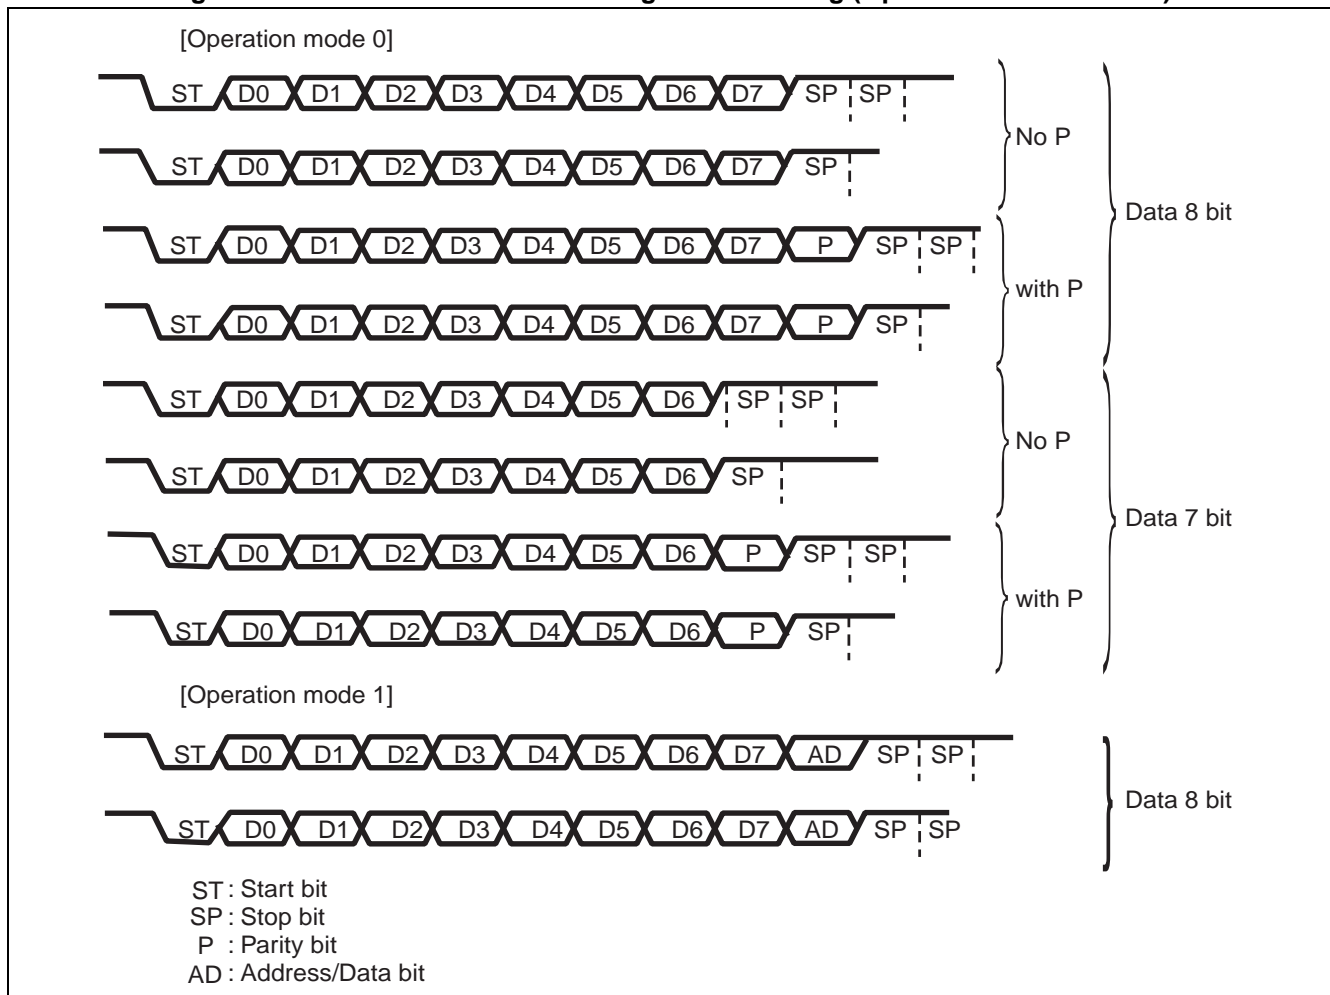 [Operation mode 0]
ST D0 D1 D2 D3 D4 D5 D6 D7 SP SP
No P
ST D0 D1 D2 D3 D4 D5 D6 D7 SP
Data 8 bit
ST D0 D1 D2 D3 D4 D5 D6 D7 P SP SP
with P
ST D0 D1 D2 D3 D4 D5 D6 D7 P SP
ST D0 D1 D2 D3 D4 D5 D6 SP SP
No P
ST D0 D1 D2 D3 D4 D5 D6 SP
Data 7 bit
ST D0 D1 D2 D3 D4 D5 D6 P SP SP
with P
ST D0 D1 D2 D3 D4 D5 D6 P SP
[Operation mode 1]
ST D0 D1 D2 D3 D4 D5 D6 D7 AD SP SP
Data 8 bit
ST D0 D1 D2 D3 D4 D5 D6 D7 AD SP SP
ST : Start bit
SP : Stop bit
P : Parity bit
AD : Address/Data bit